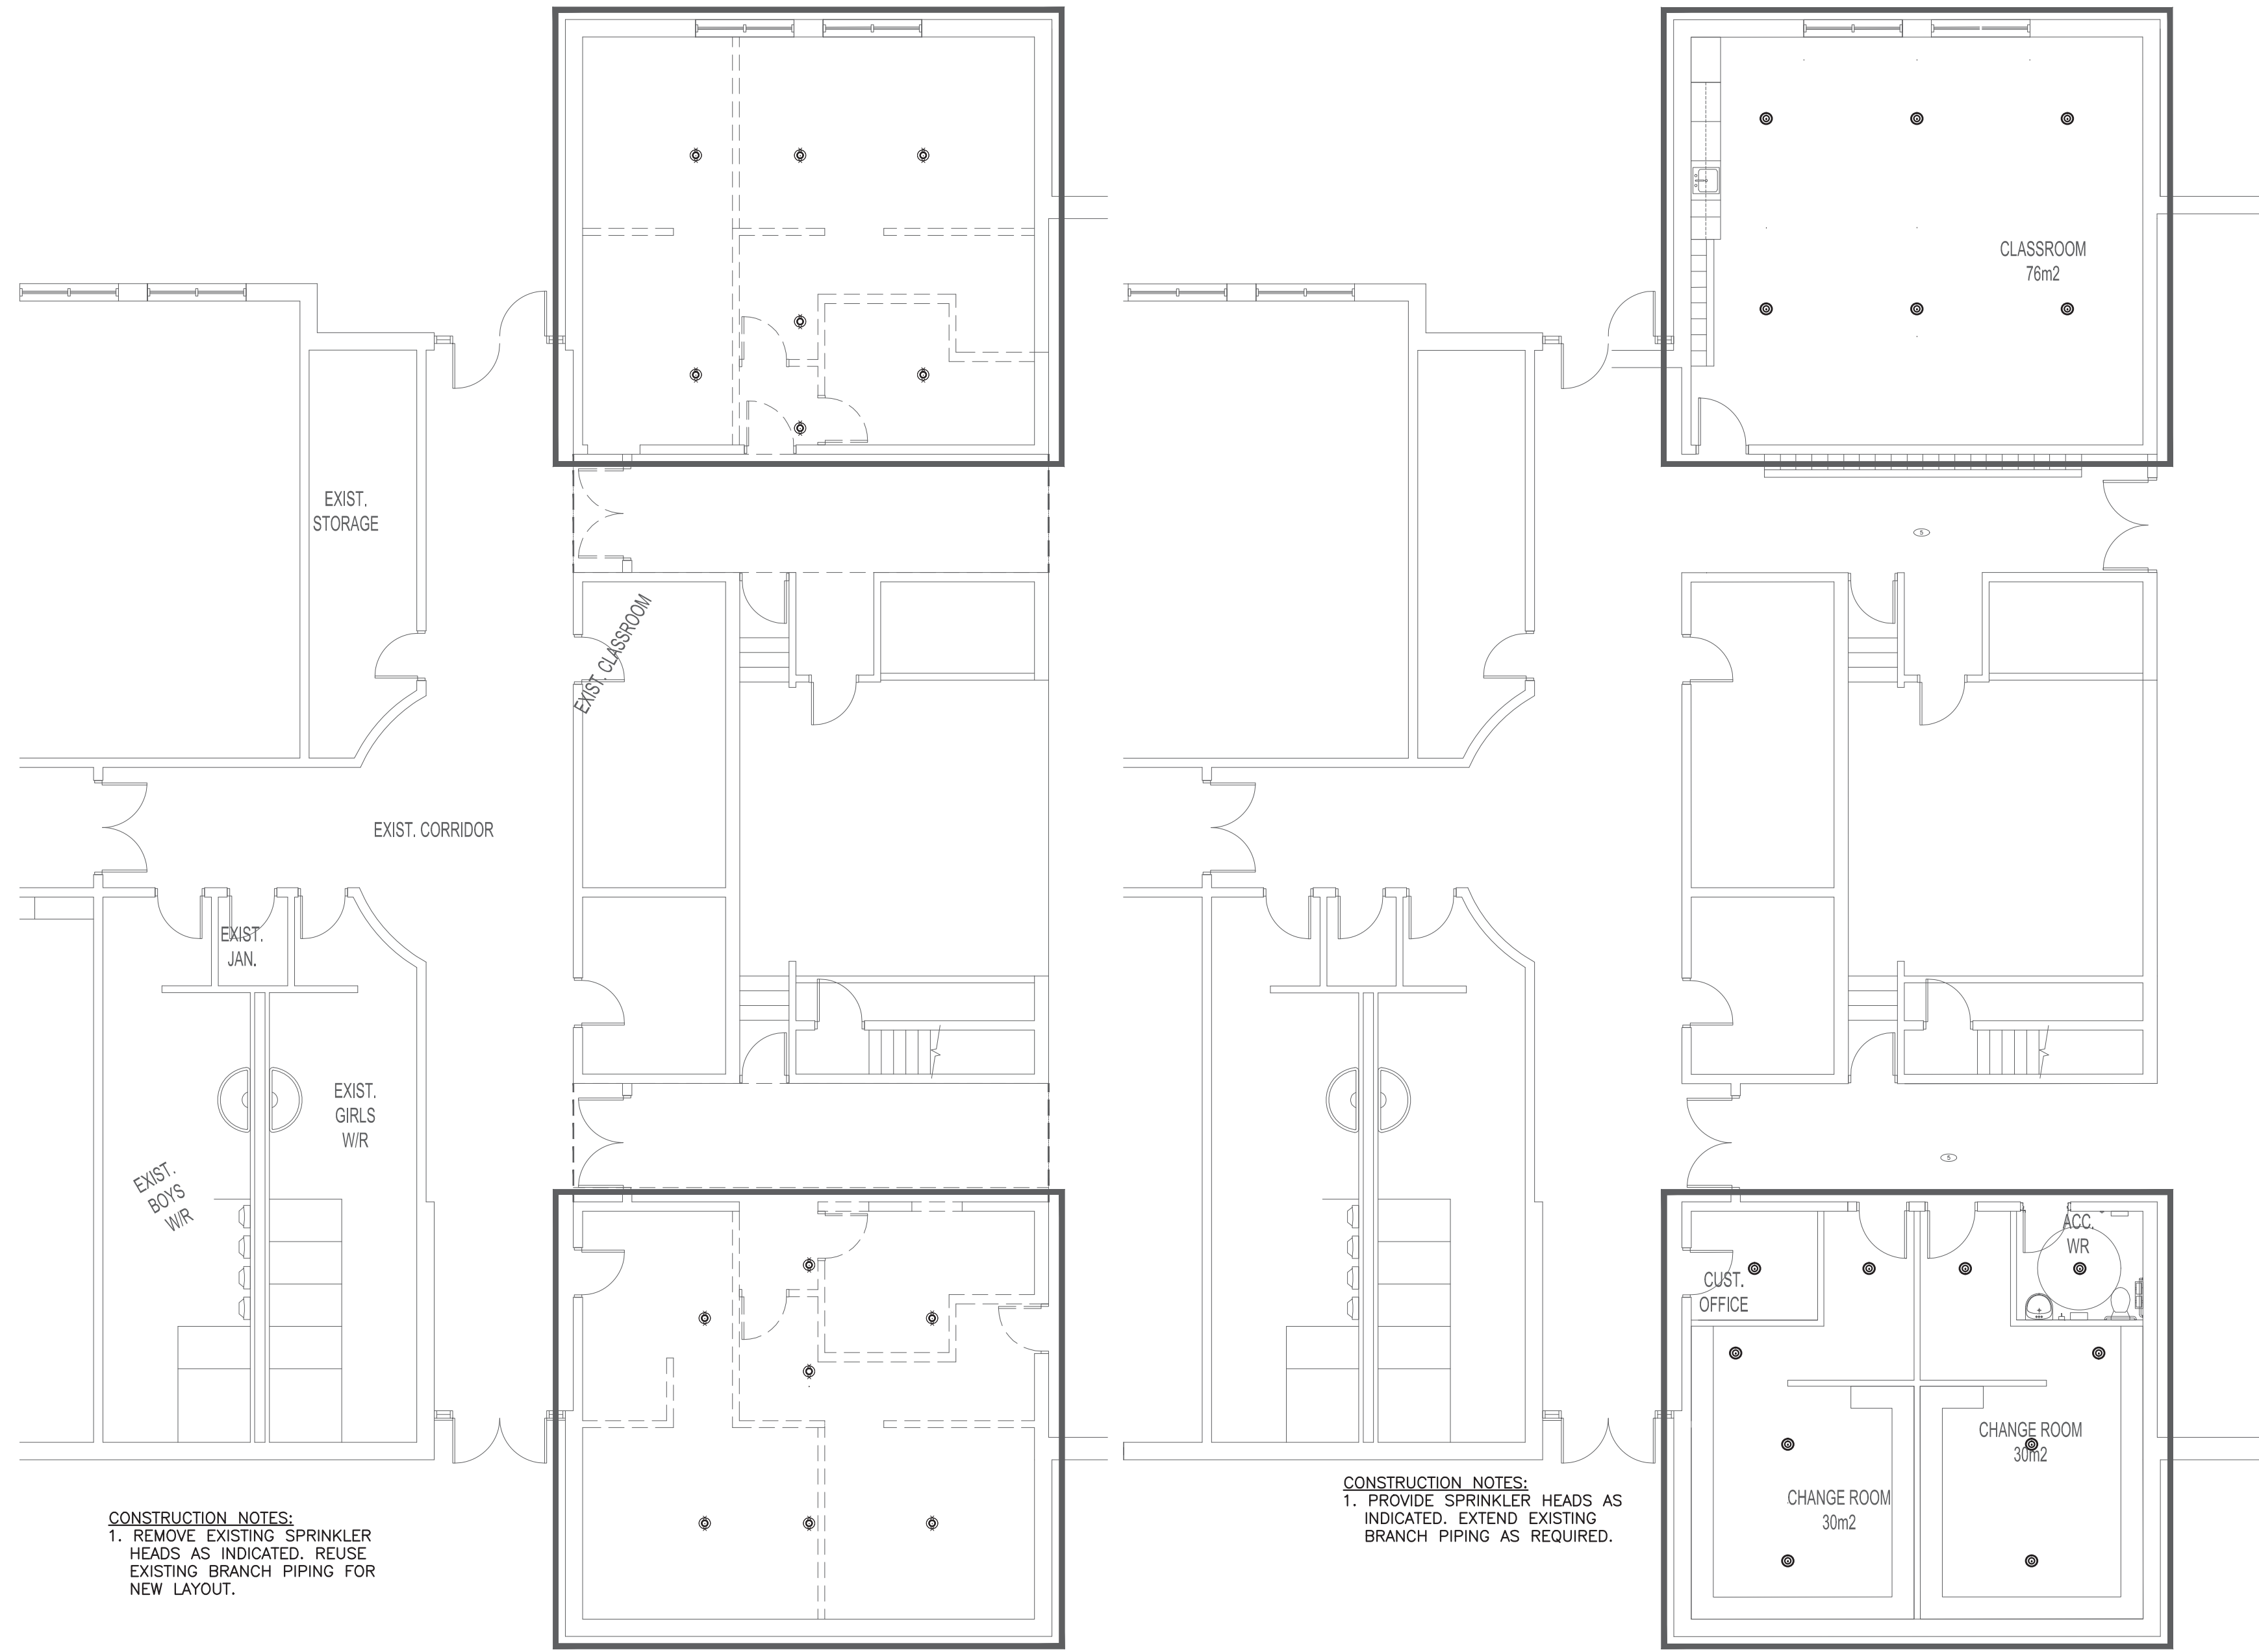 EXIST.
STORAGE
EXIST. CLASSROOM
EXIST. CORRIDOR
EXIST.
JAN.
EXIST.
GIRLS
W/R
EXIST.
BOYS
W/R
CONSTRUCTION NOTES:
1. REMOVE EXISTING SPRINKLER
HEADS AS INDICATED. REUSE
EXISTING BRANCH PIPING FOR
NEW LAYOUT.
CLASSROOM
76m2
5
5
ACC.
WR
CUST.
OFFICE
CHANGE ROOM
30m2
CHANGE ROOM
30m2
CONSTRUCTION NOTES:
1. PROVIDE SPRINKLER HEADS AS
INDICATED. EXTEND EXISTING
BRANCH PIPING AS REQUIRED.